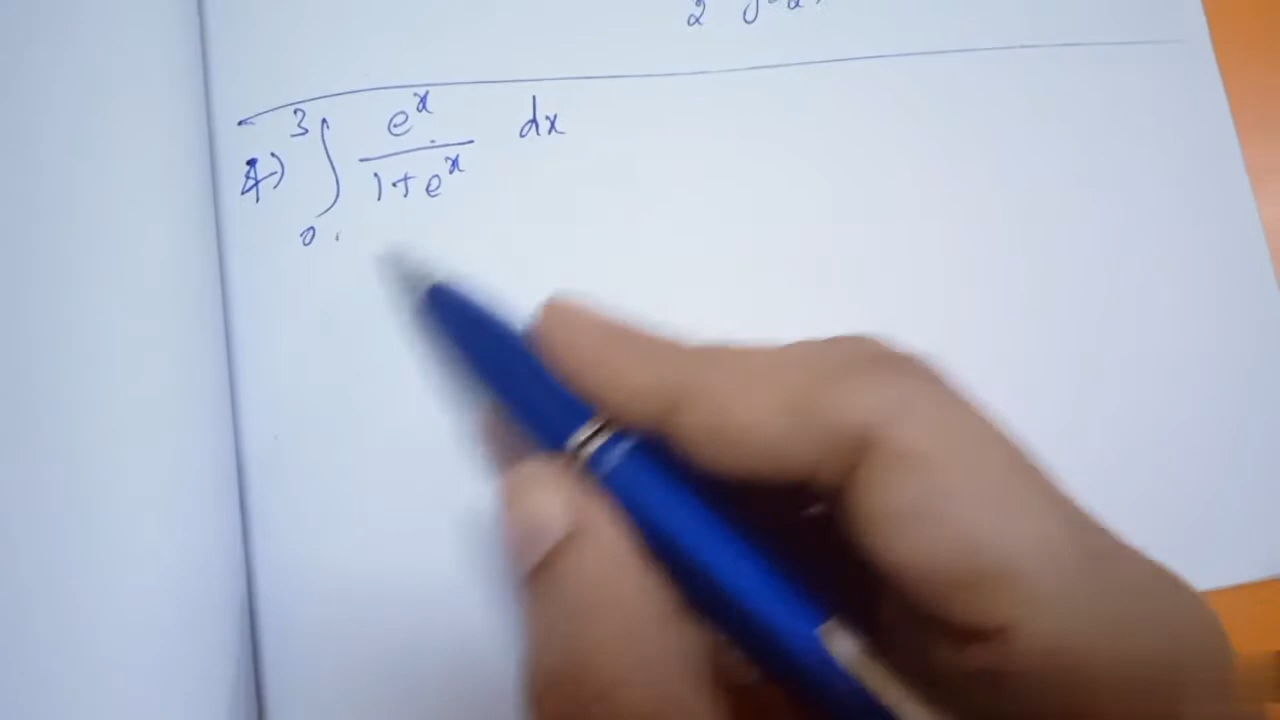 4) ∫₀³ eˣ / (1+eˣ) dx